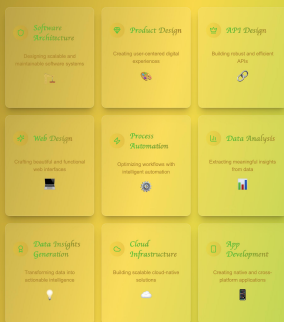 Software
Architecture
Designing scalable and
maintainable software systems
Product Design
Creating user-centered digital
experiences
API Design
Building robust and efficient
APIs
Web Design
Crafting beautiful and functional
web interfaces
Process
Automation
Optimizing workflows with
intelligent automation
Data Analysis
Extracting meaningful insights
from data
Data Insights
Generation
Transforming data into
actionable intelligence
Cloud
Infrastructure
Building scalable cloud-native
solutions
App
Development
Creating native and cross-
platform applications